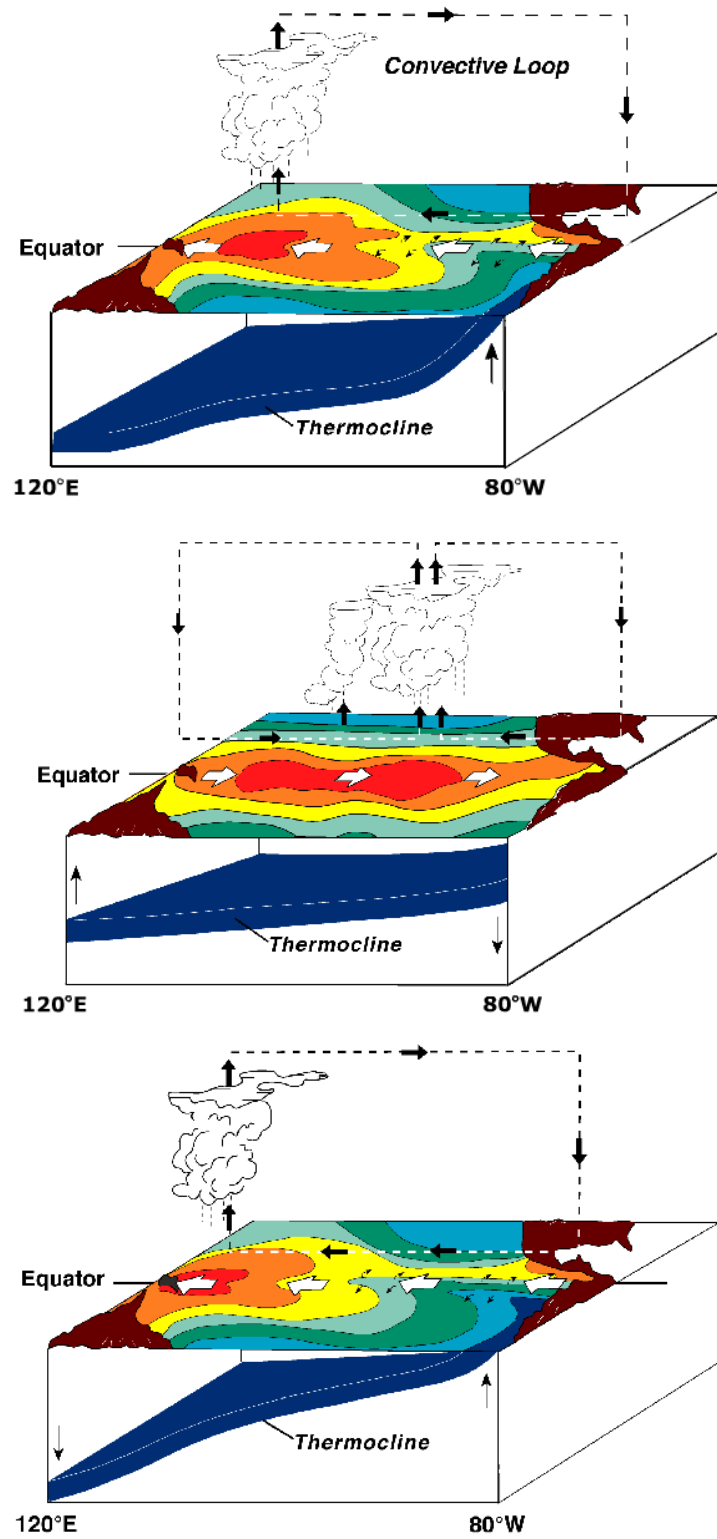 Convective Loop
Equator
Thermocline
120°E
80°W
Equator
Thermocline
120°E
80°W
Equator
Thermocline
120°E
80°W